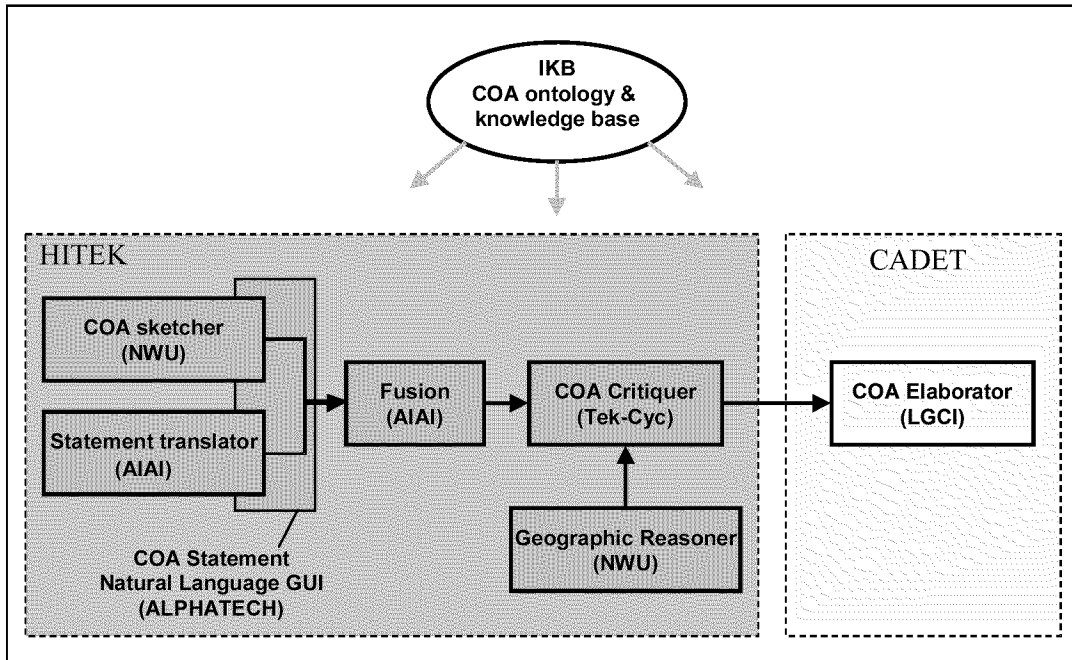 IKB
COA ontology &
knowledge base
HITEK
CADET
COA sketcher
(NWU)
Statement translator
(AIAI)
Fusion
(AIAI)
COA Critiquer
(Tek-Cyc)
COA Elaborator
(LGCI)
Geographic Reasoner
(NWU)
COA Statement
Natural Language GUI
(ALPHATECH)